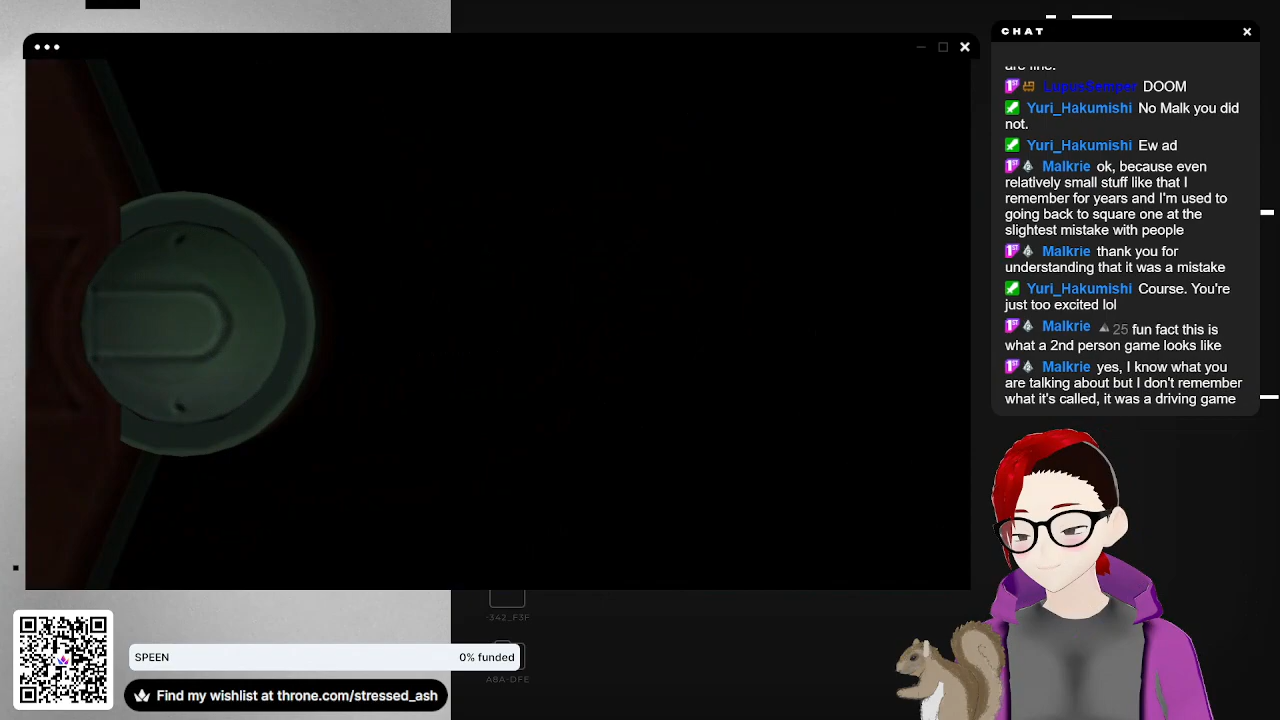 CHAT
LupusSemper DOOM
Yuri_Hakumishi No Malk you did
not.
Yuri_Hakumishi Ew ad
Malkrie ok, because even
relatively small stuff like that I
remember for years and I'm used to
going back to square one at the
slightest mistake with people
Malkrie thank you for
understanding that it was a mistake
Yuri_Hakumishi Course. You're
just too excited lol
Malkrie 25 fun fact this is
what a 2nd person game looks like
Malkrie yes, I know what you
are talking about but I don't remember
what it's called, it was a driving game
-342_F3F
SPEEN 0% funded
A8A-DFE
Find my wishlist at throne.com/stressed_ash